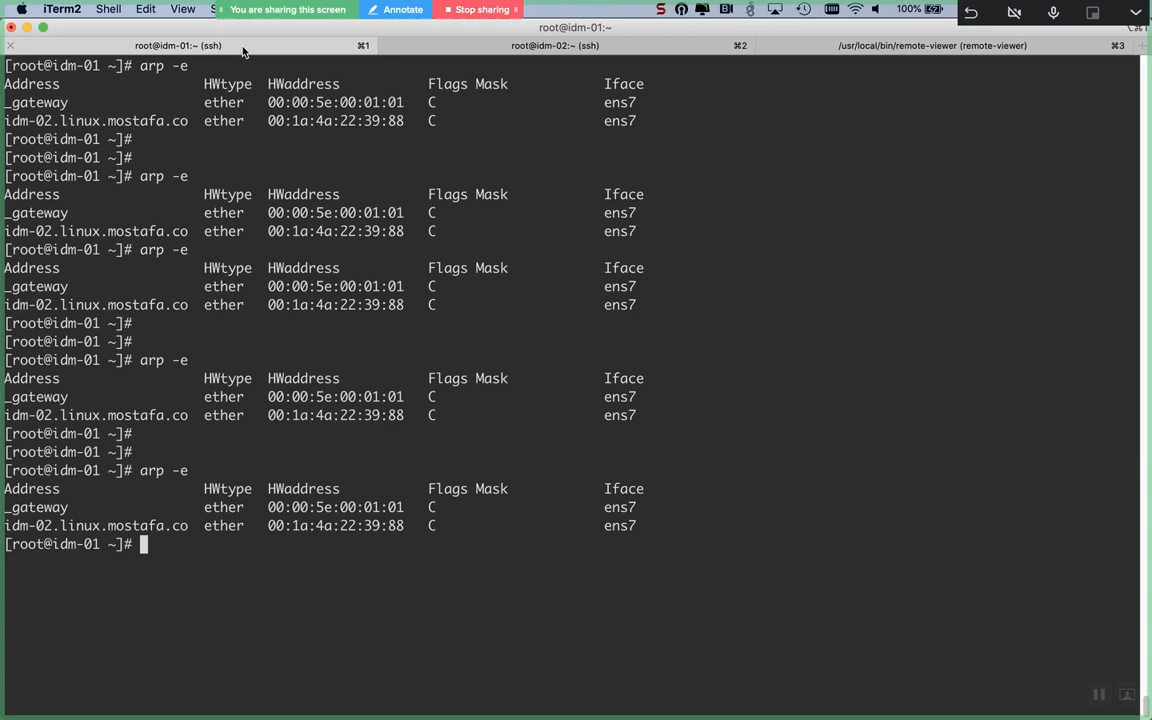 iTerm2 Shell Edit View S You are sharing this screen Annotate Stop sharing 100%
root@idm-01:~
root@idm-01:~ (ssh) ⌘1 root@idm-02:~ (ssh) ⌘2 /usr/local/bin/remote-viewer (remote-viewer) ⌘3
[root@idm-01 ~]# arp -e
Address HWtype HWaddress Flags Mask Iface
_gateway ether 00:00:5e:00:01:01 C ens7
idm-02.linux.mostafa.co ether 00:1a:4a:22:39:88 C ens7
[root@idm-01 ~]#
[root@idm-01 ~]#
[root@idm-01 ~]# arp -e
Address HWtype HWaddress Flags Mask Iface
_gateway ether 00:00:5e:00:01:01 C ens7
idm-02.linux.mostafa.co ether 00:1a:4a:22:39:88 C ens7
[root@idm-01 ~]# arp -e
Address HWtype HWaddress Flags Mask Iface
_gateway ether 00:00:5e:00:01:01 C ens7
idm-02.linux.mostafa.co ether 00:1a:4a:22:39:88 C ens7
[root@idm-01 ~]#
[root@idm-01 ~]#
[root@idm-01 ~]# arp -e
Address HWtype HWaddress Flags Mask Iface
_gateway ether 00:00:5e:00:01:01 C ens7
idm-02.linux.mostafa.co ether 00:1a:4a:22:39:88 C ens7
[root@idm-01 ~]#
[root@idm-01 ~]#
[root@idm-01 ~]# arp -e
Address HWtype HWaddress Flags Mask Iface
_gateway ether 00:00:5e:00:01:01 C ens7
idm-02.linux.mostafa.co ether 00:1a:4a:22:39:88 C ens7
[root@idm-01 ~]#